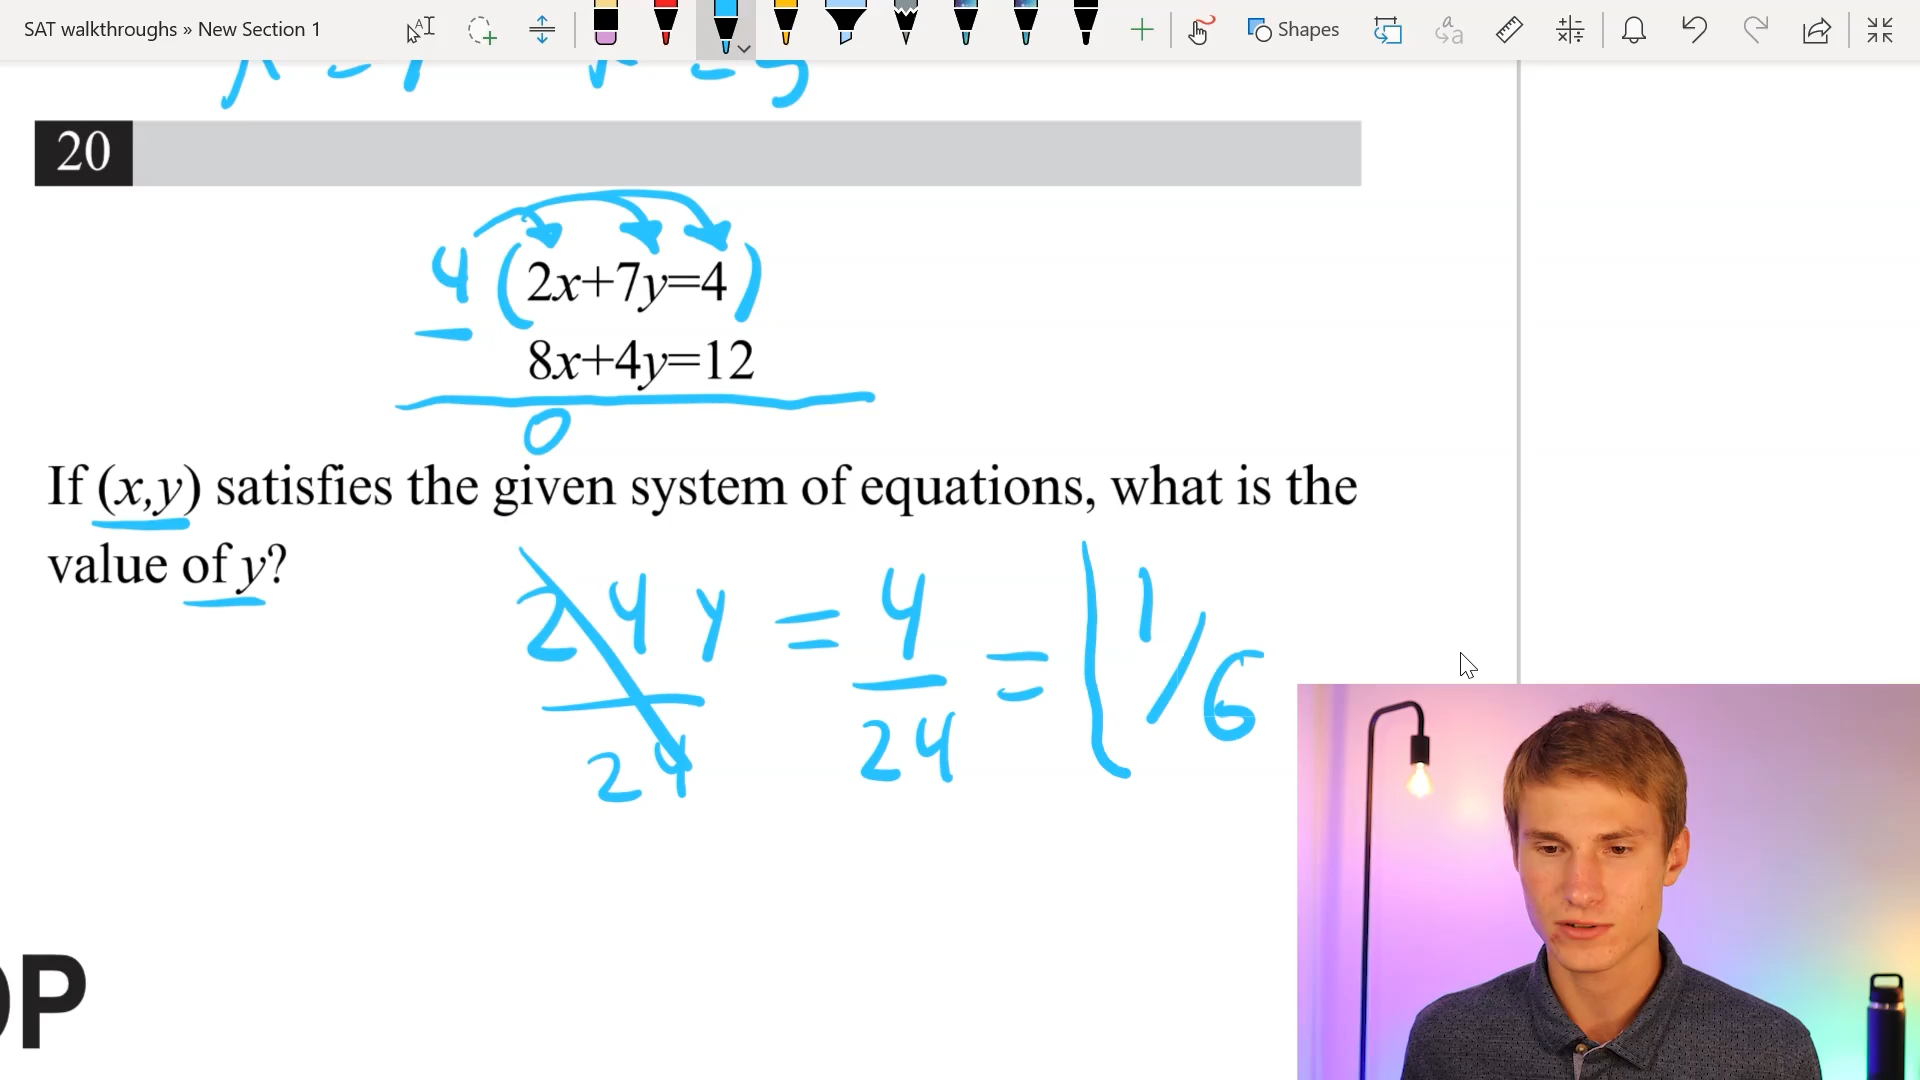 SAT walkthroughs » New Section 1
Shapes
20
4 (2x+7y=4)
− 8x+4y=12
0
If (x,y) satisfies the given system of equations, what is the
value of y?
24y/24 = 4/24 = 1/6